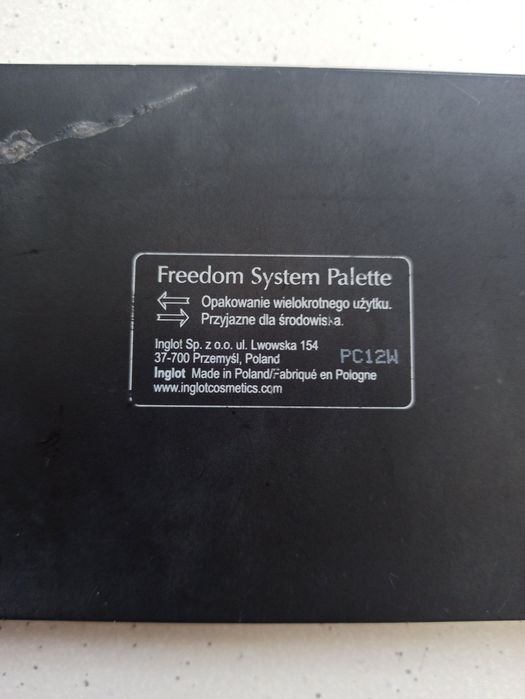 Freedom System Palette
Opakowanie wielokrotnego użytku.
Przyjazne dla środowiska.
Inglot Sp. z o.o. ul. Lwowska 154
37-700 Przemyśl, Poland
PC12W
Inglot Made in Poland/Fabriqué en Pologne
www.inglotcosmetics.com